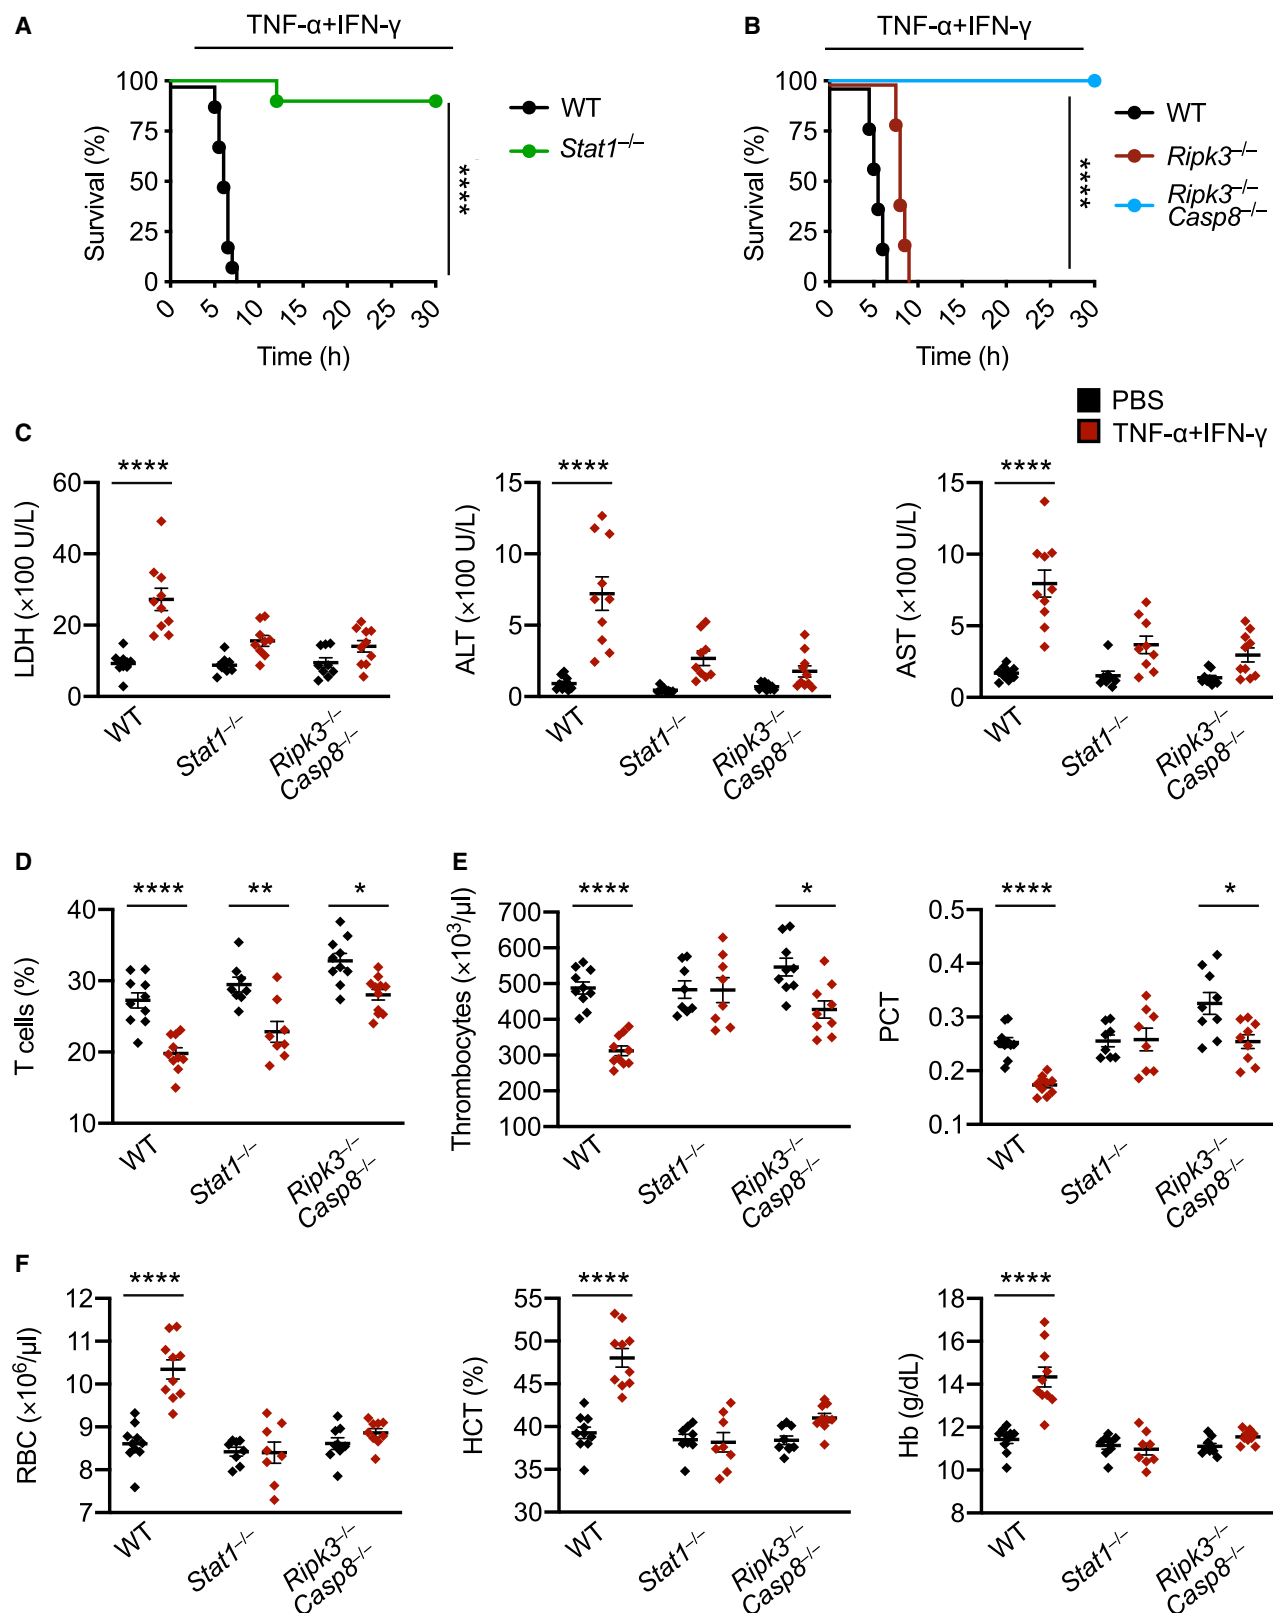 A
TNF-α+IFN-γ
Survival (%)
100
75
50
25
0
0 5 10 15 20 25 30
Time (h)
****
WT
Stat1–/–
B
TNF-α+IFN-γ
Survival (%)
100
75
50
25
0
0 5 10 15 20 25 30
Time (h)
****
WT
Ripk3–/–
Ripk3–/–
Casp8–/–
PBS
TNF-α+IFN-γ
C
LDH (×100 U/L)
60
40
20
0
****
WT
Stat1–/–
Ripk3–/–
Casp8–/–
ALT (×100 U/L)
15
10
5
0
****
WT
Stat1–/–
Ripk3–/–
Casp8–/–
AST (×100 U/L)
15
10
5
0
****
WT
Stat1–/–
Ripk3–/–
Casp8–/–
D
T cells (%)
40
30
20
10
**** ** *
WT
Stat1–/–
Ripk3–/–
Casp8–/–
E
Thrombocytes (×10³/µl)
700
600
500
400
300
200
100
**** *
WT
Stat1–/–
Ripk3–/–
Casp8–/–
PCT
0.5
0.4
0.3
0.2
0.1
**** *
WT
Stat1–/–
Ripk3–/–
Casp8–/–
F
RBC (×10⁶/µl)
12
11
10
9
8
7
****
WT
Stat1–/–
Ripk3–/–
Casp8–/–
HCT (%)
55
50
45
40
35
30
****
WT
Stat1–/–
Ripk3–/–
Casp8–/–
Hb (g/dL)
18
16
14
12
10
8
****
WT
Stat1–/–
Ripk3–/–
Casp8–/–